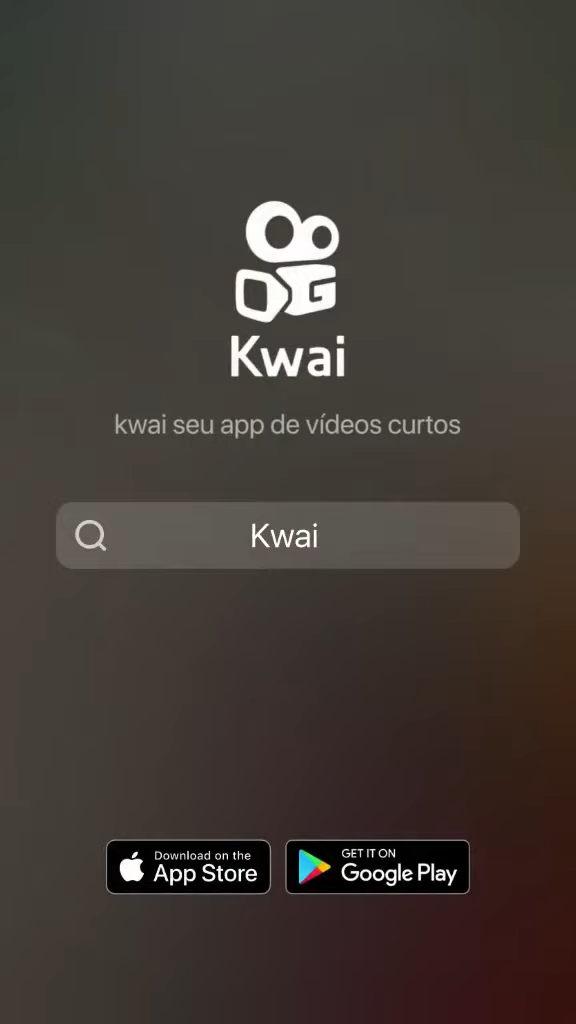 Kwai
kwai seu app de vídeos curtos
Kwai
Download on the
App Store
GET IT ON
Google Play